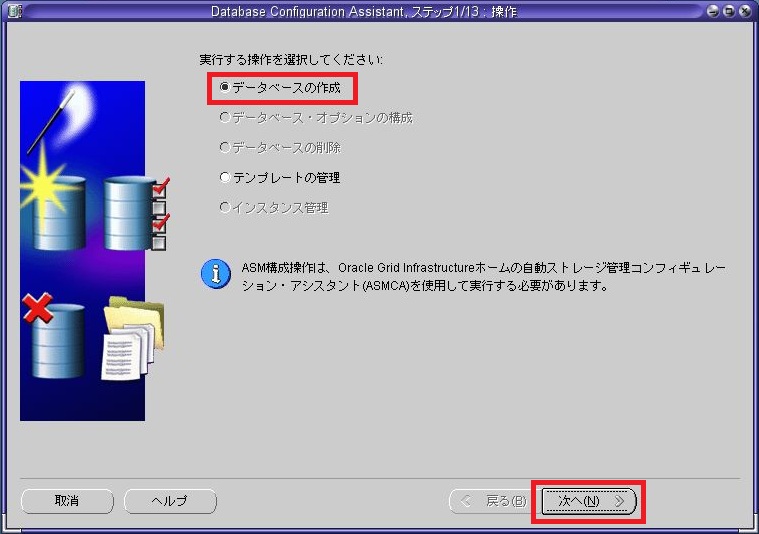 Database Configuration Assistant, ステップ1/13 : 操作
実行する操作を選択してください:
データベースの作成
データベース・オプションの構成
データベースの削除
テンプレートの管理
インスタンス管理
ASM構成操作は、Oracle Grid Infrastructureホームの自動ストレージ管理コンフィギュレー
ション・アシスタント(ASMCA)を使用して実行する必要があります。
取消
ヘルプ
戻る(B)
次へ(N)